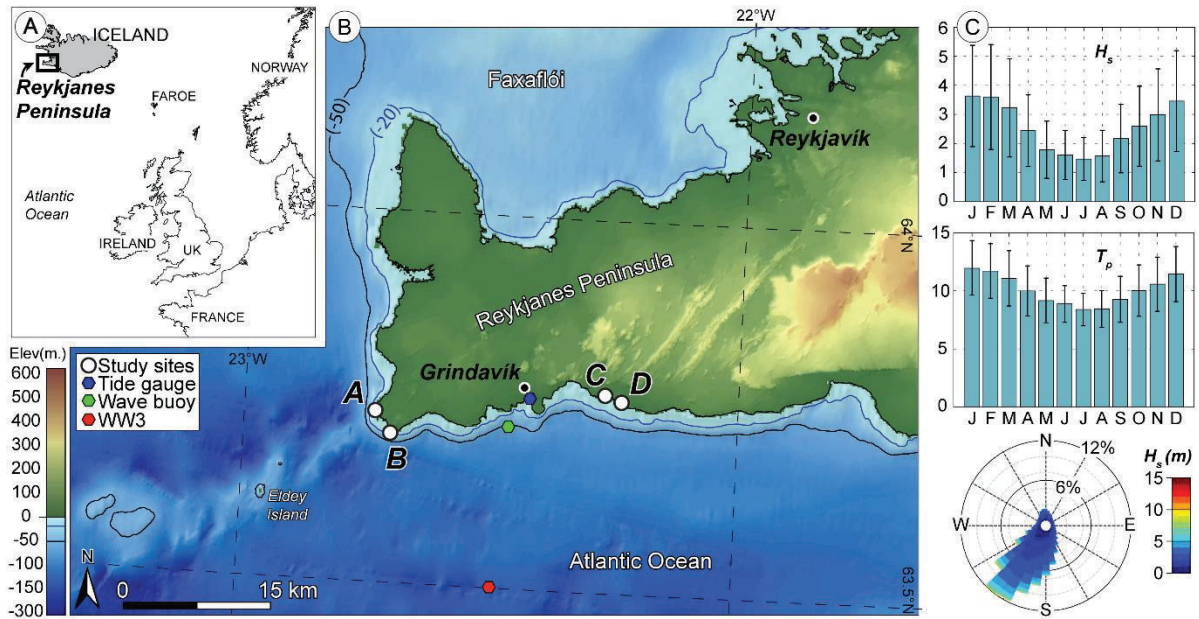 A
ICELAND
Reykjanes
Peninsula
NORWAY
FAROE
Atlantic
Ocean
IRELAND
UK
FRANCE
B
22°W
(-50)
(-20)
Faxaflói
Reykjavík
64°N
Reykjanes Peninsula
Grindavík
23°W
A
B
C
D
Eldey
Island
Atlantic Ocean
63.5°N
N
0 15 km
Elev(m.)
600
500
400
300
200
100
0
-50
-100
-150
-200
-300
Study sites
Tide gauge
Wave buoy
WW3
C
Hs
6
5
4
3
2
1
0
J F M A M J J A S O N D
Tp
15
10
5
0
J F M A M J J A S O N D
N
12%
6%
W
E
S
Hs (m)
15
10
5
0